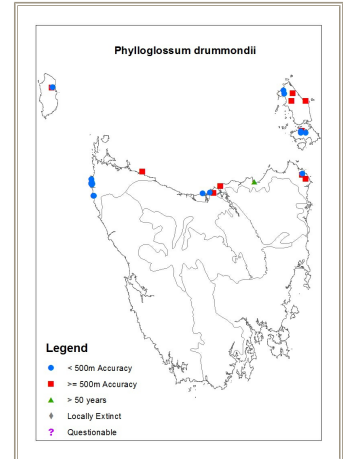 Phylloglossum drummondii
Legend
< 500m Accuracy
>= 500m Accuracy
> 50 years
Locally Extinct
? Questionable